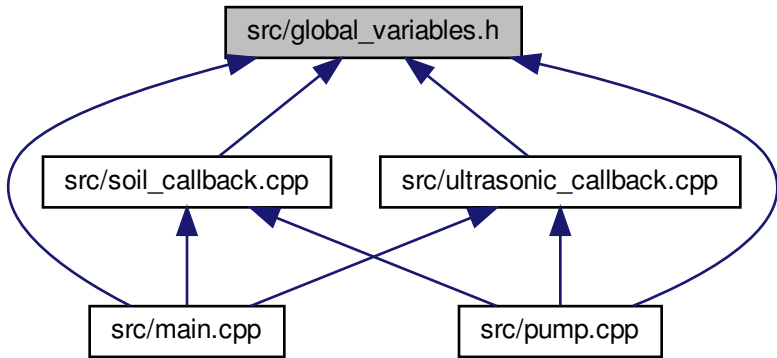 src/global_variables.h
src/soil_callback.cpp
src/ultrasonic_callback.cpp
src/main.cpp
src/pump.cpp